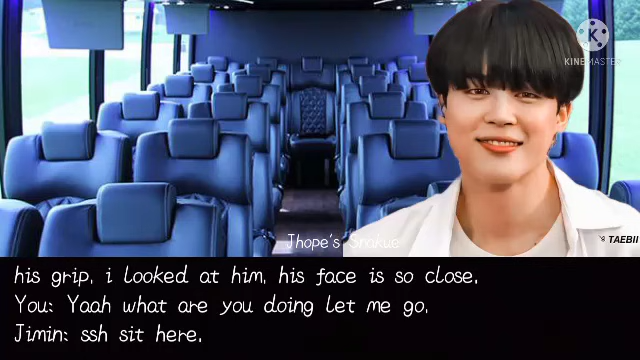 KINEMASTER
TAEBII
Jhope's Snakue
his grip, i looked at him, his face is so close.
You: Yaah what are you doing let me go.
Jimin: ssh sit here.